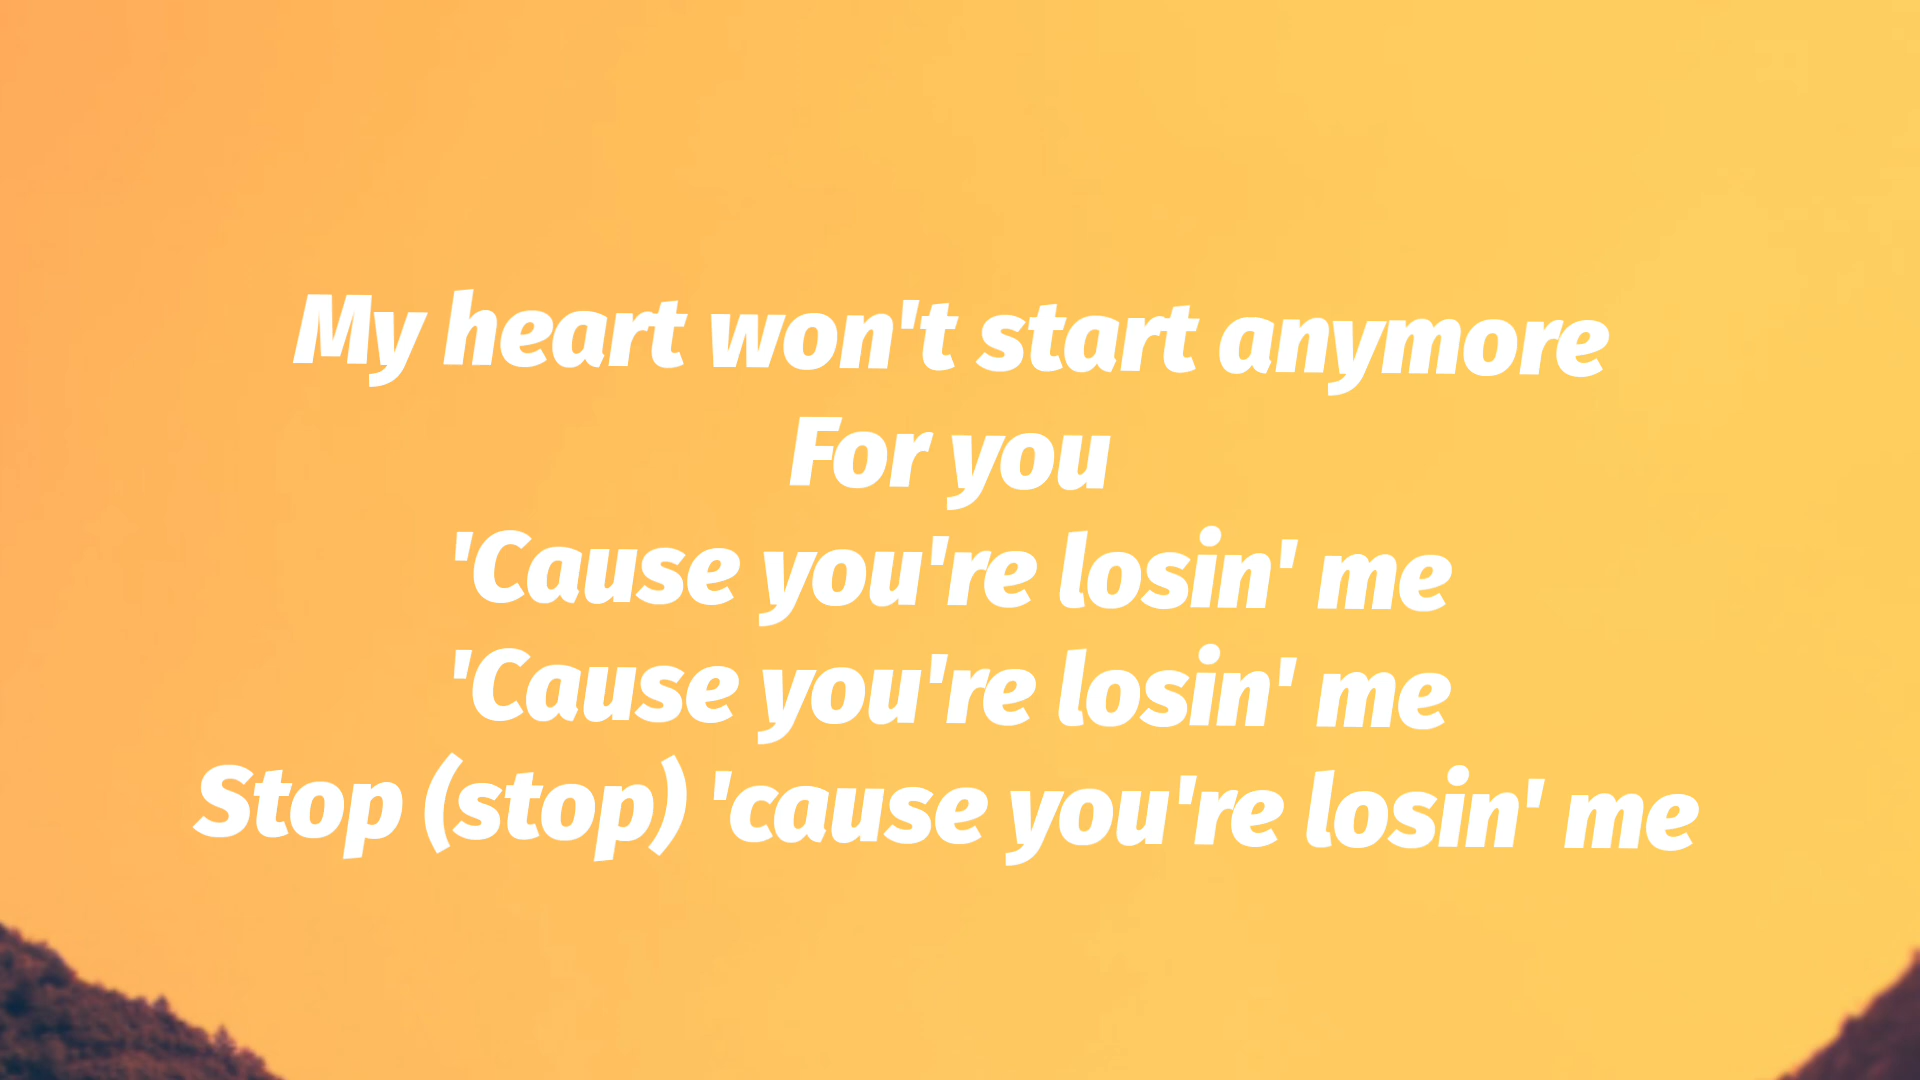 My heart won't start anymore
For you
'Cause you're losin' me
'Cause you're losin' me
Stop (stop) 'cause you're losin' me